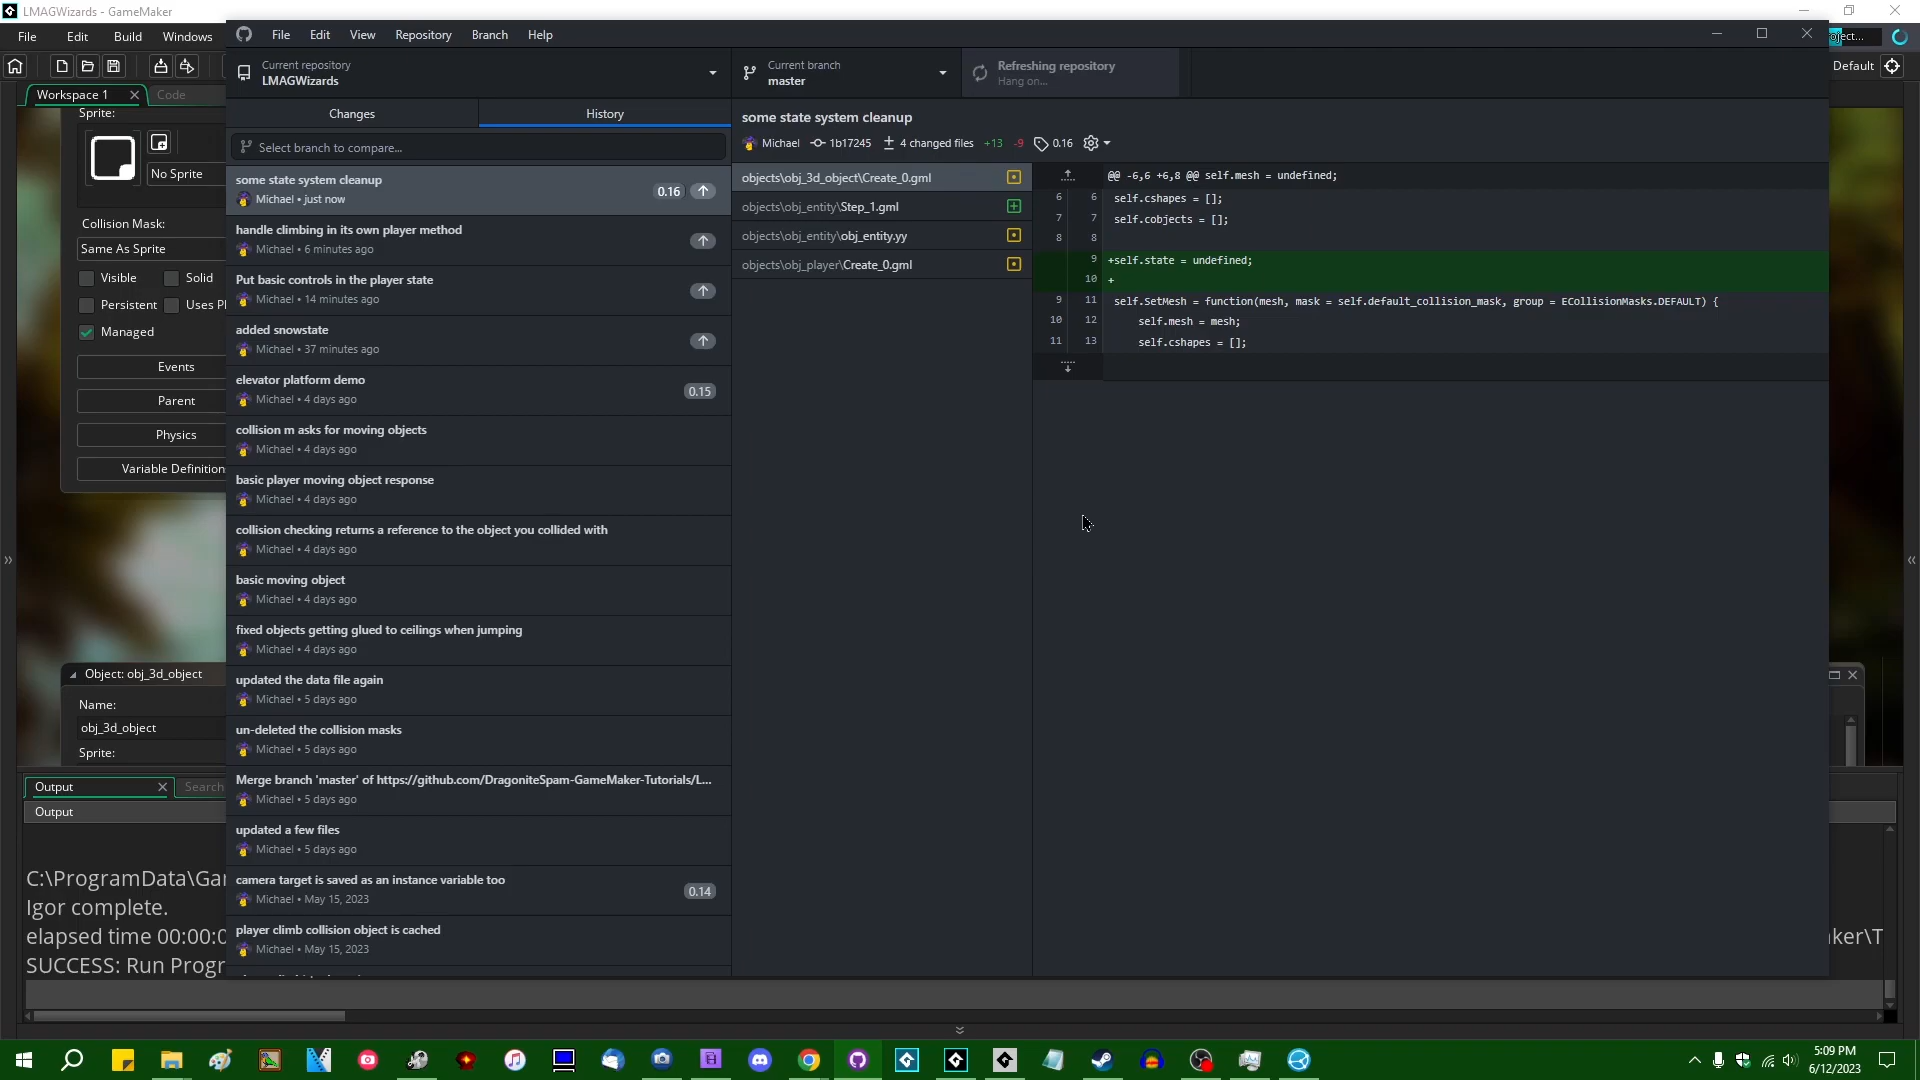 LMAGWizards - GameMaker
File Edit Build Windows
Default
Workspace 1
Code
Sprite:
No Sprite
Collision Mask:
Same As Sprite
Visible Solid
Persistent
Managed
Events
Parent
Physics
Variable Definition
Object: obj_3d_object
Name:
obj_3d_object
Sprite:
Output
Search
Output
C:\ProgramData\Gar
Igor complete.
elapsed time 00:00:0
SUCCESS: Run Progr
ker\T
File Edit View Repository Branch Help
Current repository
LMAGWizards
Current branch
master
Refreshing repository
Hang on...
Changes
History
Select branch to compare...
some state system cleanup
Michael • just now
0.16
handle climbing in its own player method
Michael • 6 minutes ago
Put basic controls in the player state
Michael • 14 minutes ago
added snowstate
Michael • 37 minutes ago
elevator platform demo
Michael • 4 days ago
0.15
collision m asks for moving objects
Michael • 4 days ago
basic player moving object response
Michael • 4 days ago
collision checking returns a reference to the object you collided with
Michael • 4 days ago
basic moving object
Michael • 4 days ago
fixed objects getting glued to ceilings when jumping
Michael • 4 days ago
updated the data file again
Michael • 5 days ago
un-deleted the collision masks
Michael • 5 days ago
Merge branch 'master' of https://github.com/DragoniteSpam-GameMaker-Tutorials/L...
Michael • 5 days ago
updated a few files
Michael • 5 days ago
camera target is saved as an instance variable too
Michael • May 15, 2023
0.14
player climb collision object is cached
Michael • May 15, 2023
some state system cleanup
Michael 1b17245 4 changed files +13 -9 0.16
objects\obj_3d_object\Create_0.gml
objects\obj_entity\Step_1.gml
objects\obj_entity\obj_entity.yy
objects\obj_player\Create_0.gml
@@ -6,6 +6,8 @@ self.mesh = undefined;
6 6 self.cshapes = [];
7 7 self.cobjects = [];
8 8
9 +self.state = undefined;
10 +
9 11 self.SetMesh = function(mesh, mask = self.default_collision_mask, group = ECollisionMasks.DEFAULT) {
10 12 self.mesh = mesh;
11 13 self.cshapes = [];
5:09 PM
6/12/2023